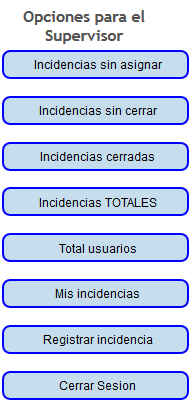 Opciones para el
Supervisor
Incidencias sin asignar
Incidencias sin cerrar
Incidencias cerradas
Incidencias TOTALES
Total usuarios
Mis incidencias
Registrar incidencia
Cerrar Sesion